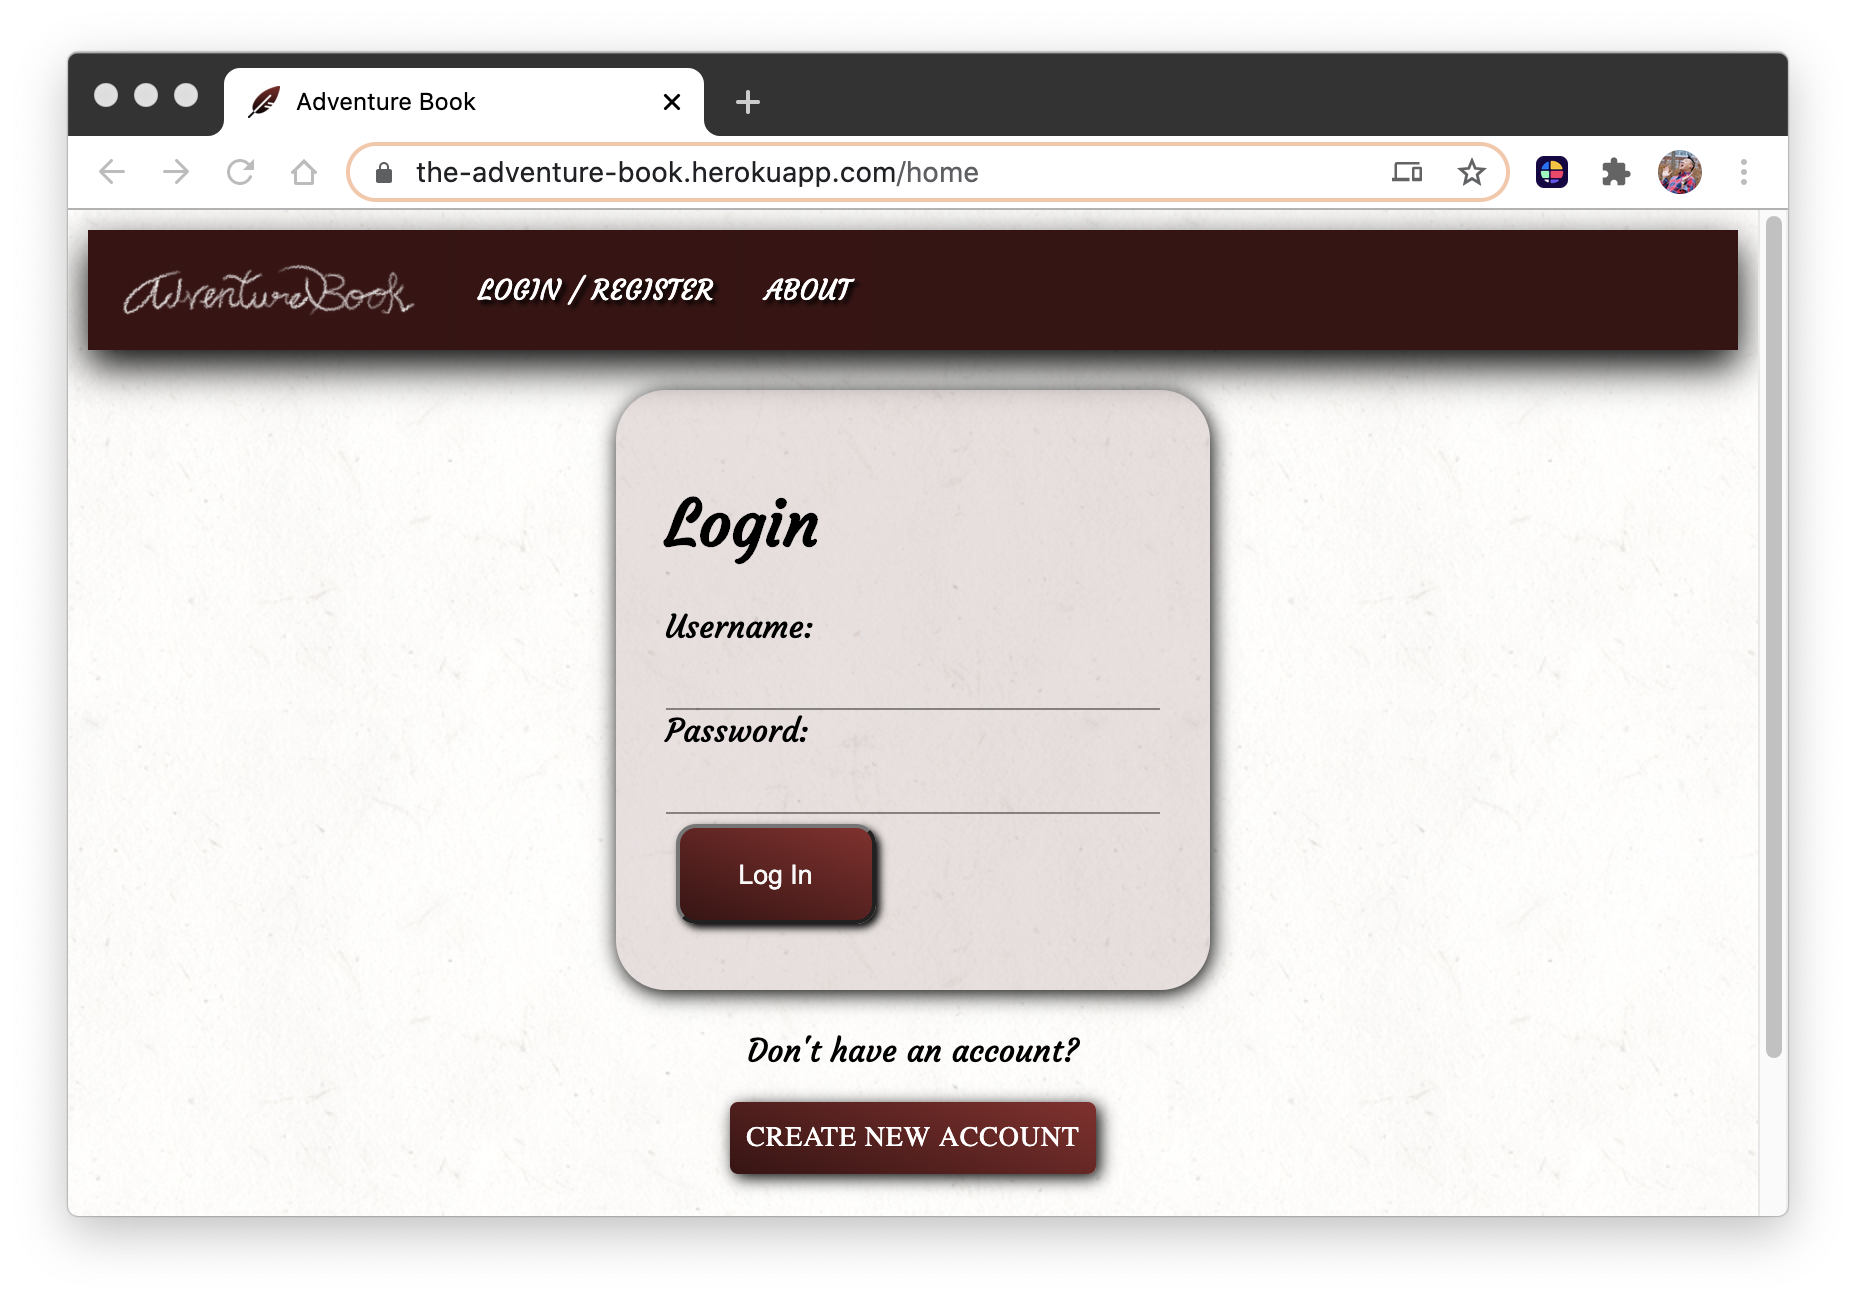 Adventure Book
the-adventure-book.herokuapp.com/home
AdventureBook
LOGIN / REGISTER
ABOUT
Login
Username:
Password:
Log In
Don't have an account?
CREATE NEW ACCOUNT